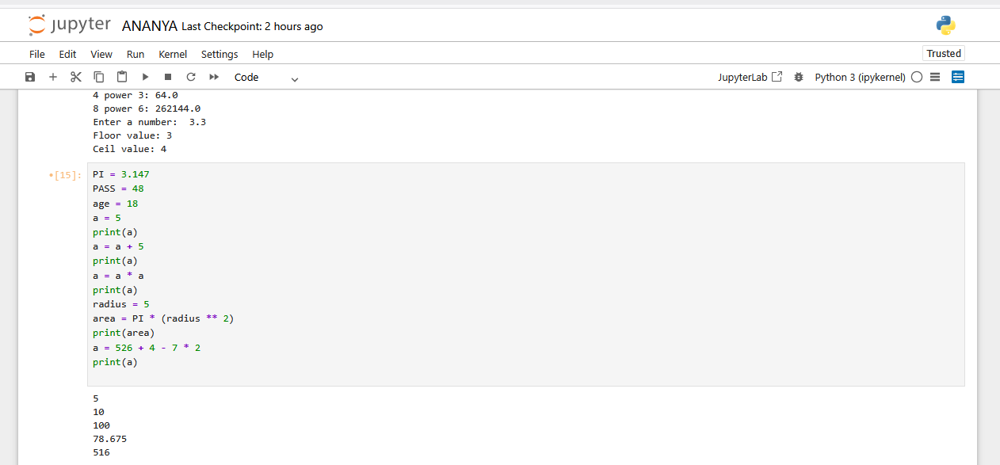 jupyter ANANYA Last Checkpoint: 2 hours ago
File Edit View Run Kernel Settings Help Trusted
Code JupyterLab Python 3 (ipykernel)
4 power 3: 64.0
8 power 6: 262144.0
Enter a number:  3.3
Floor value: 3
Ceil value: 4
•[15]:
PI = 3.147
PASS = 48
age = 18
a = 5
print(a)
a = a + 5
print(a)
a = a * a
print(a)
radius = 5
area = PI * (radius ** 2)
print(area)
a = 526 + 4 - 7 * 2
print(a)
5
10
100
78.675
516